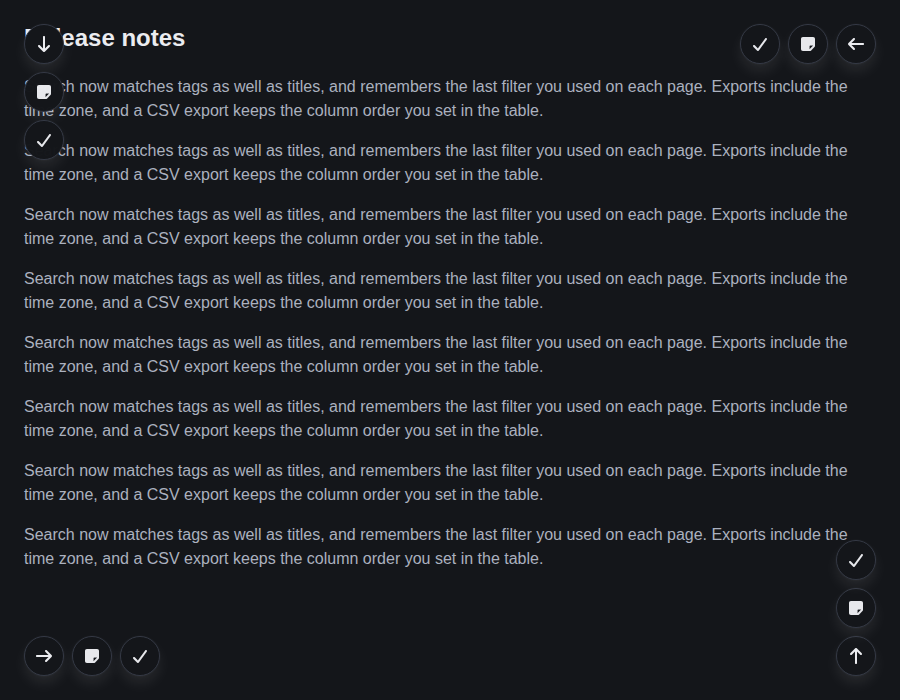 Release notes
Search now matches tags as well as titles, and remembers the last filter you used on each page. Exports include the
time zone, and a CSV export keeps the column order you set in the table.
Search now matches tags as well as titles, and remembers the last filter you used on each page. Exports include the
time zone, and a CSV export keeps the column order you set in the table.
Search now matches tags as well as titles, and remembers the last filter you used on each page. Exports include the
time zone, and a CSV export keeps the column order you set in the table.
Search now matches tags as well as titles, and remembers the last filter you used on each page. Exports include the
time zone, and a CSV export keeps the column order you set in the table.
Search now matches tags as well as titles, and remembers the last filter you used on each page. Exports include the
time zone, and a CSV export keeps the column order you set in the table.
Search now matches tags as well as titles, and remembers the last filter you used on each page. Exports include the
time zone, and a CSV export keeps the column order you set in the table.
Search now matches tags as well as titles, and remembers the last filter you used on each page. Exports include the
time zone, and a CSV export keeps the column order you set in the table.
Search now matches tags as well as titles, and remembers the last filter you used on each page. Exports include the
time zone, and a CSV export keeps the column order you set in the table.